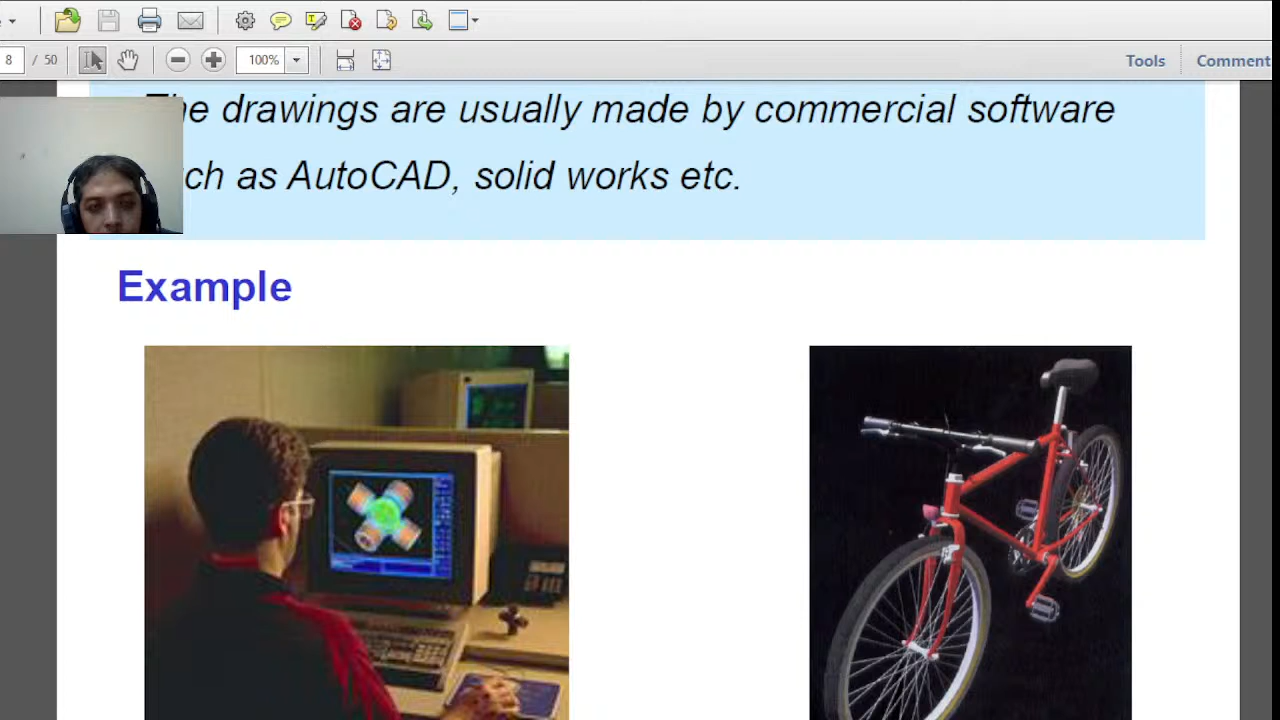 8 / 50
100%
Tools
Comment
The drawings are usually made by commercial software
ch as AutoCAD, solid works etc.
Example